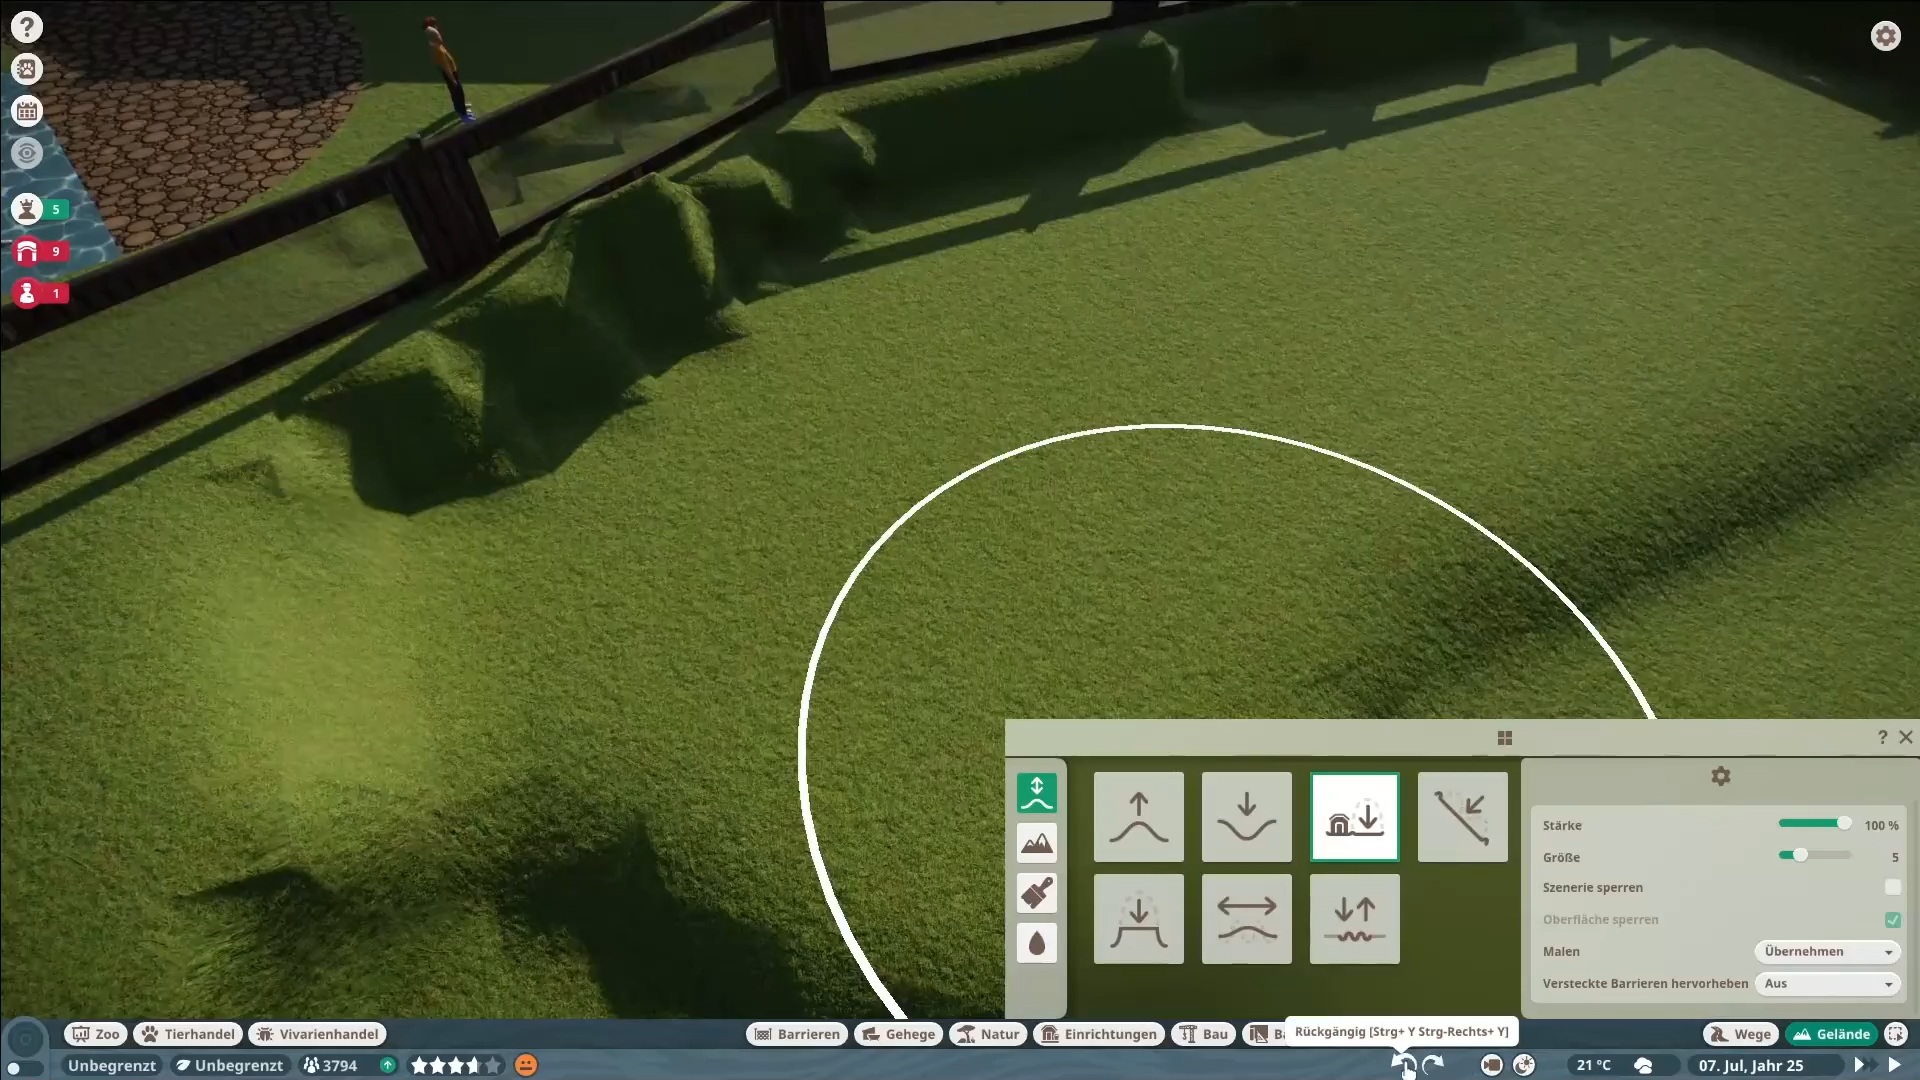 ?
5
9
1
?
Stärke
100 %
Größe
5
Szenerie sperren
Oberfläche sperren
Malen
Übernehmen
Versteckte Barrieren hervorheben
Aus
Zoo
Tierhandel
Vivarienhandel
Barrieren
Gehege
Natur
Einrichtungen
Bau
Ba
Rückgängig [Strg+ Y Strg-Rechts+ Y]
Wege
Gelände
Unbegrenzt
Unbegrenzt
3794
21 °C
07. Jul, Jahr 25